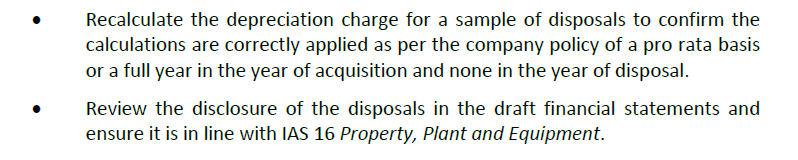 • Recalculate the depreciation charge for a sample of disposals to confirm the
calculations are correctly applied as per the company policy of a pro rata basis
or a full year in the year of acquisition and none in the year of disposal.
• Review the disclosure of the disposals in the draft financial statements and
ensure it is in line with IAS 16 Property, Plant and Equipment.